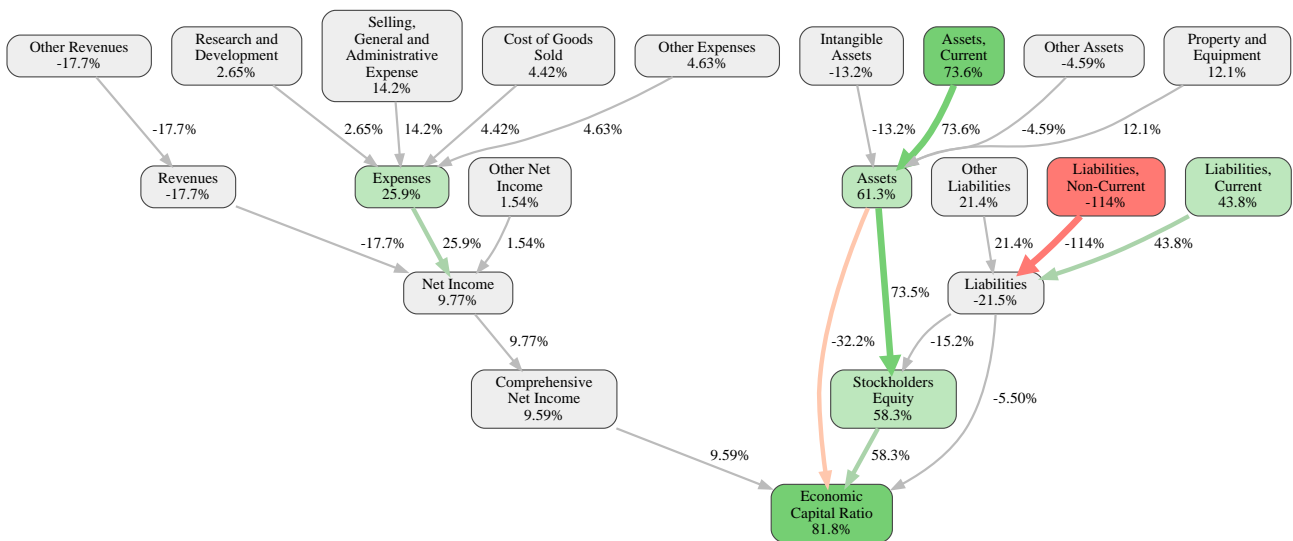 Other Revenues
-17.7%
Research and
Development
2.65%
Selling,
General and
Administrative
Expense
14.2%
Cost of Goods
Sold
4.42%
Other Expenses
4.63%
Intangible
Assets
-13.2%
Assets,
Current
73.6%
Other Assets
-4.59%
Property and
Equipment
12.1%
-17.7%
2.65%
14.2%
4.42%
4.63%
-13.2%
73.6%
-4.59%
12.1%
Revenues
-17.7%
Expenses
25.9%
Other Net
Income
1.54%
Assets
61.3%
Other
Liabilities
21.4%
Liabilities,
Non-Current
-114%
Liabilities,
Current
43.8%
-17.7%
25.9%
1.54%
21.4%
-114%
43.8%
Net Income
9.77%
73.5%
Liabilities
-21.5%
9.77%
-32.2%
-15.2%
Comprehensive
Net Income
9.59%
Stockholders
Equity
58.3%
-5.50%
9.59%
58.3%
Economic
Capital Ratio
81.8%